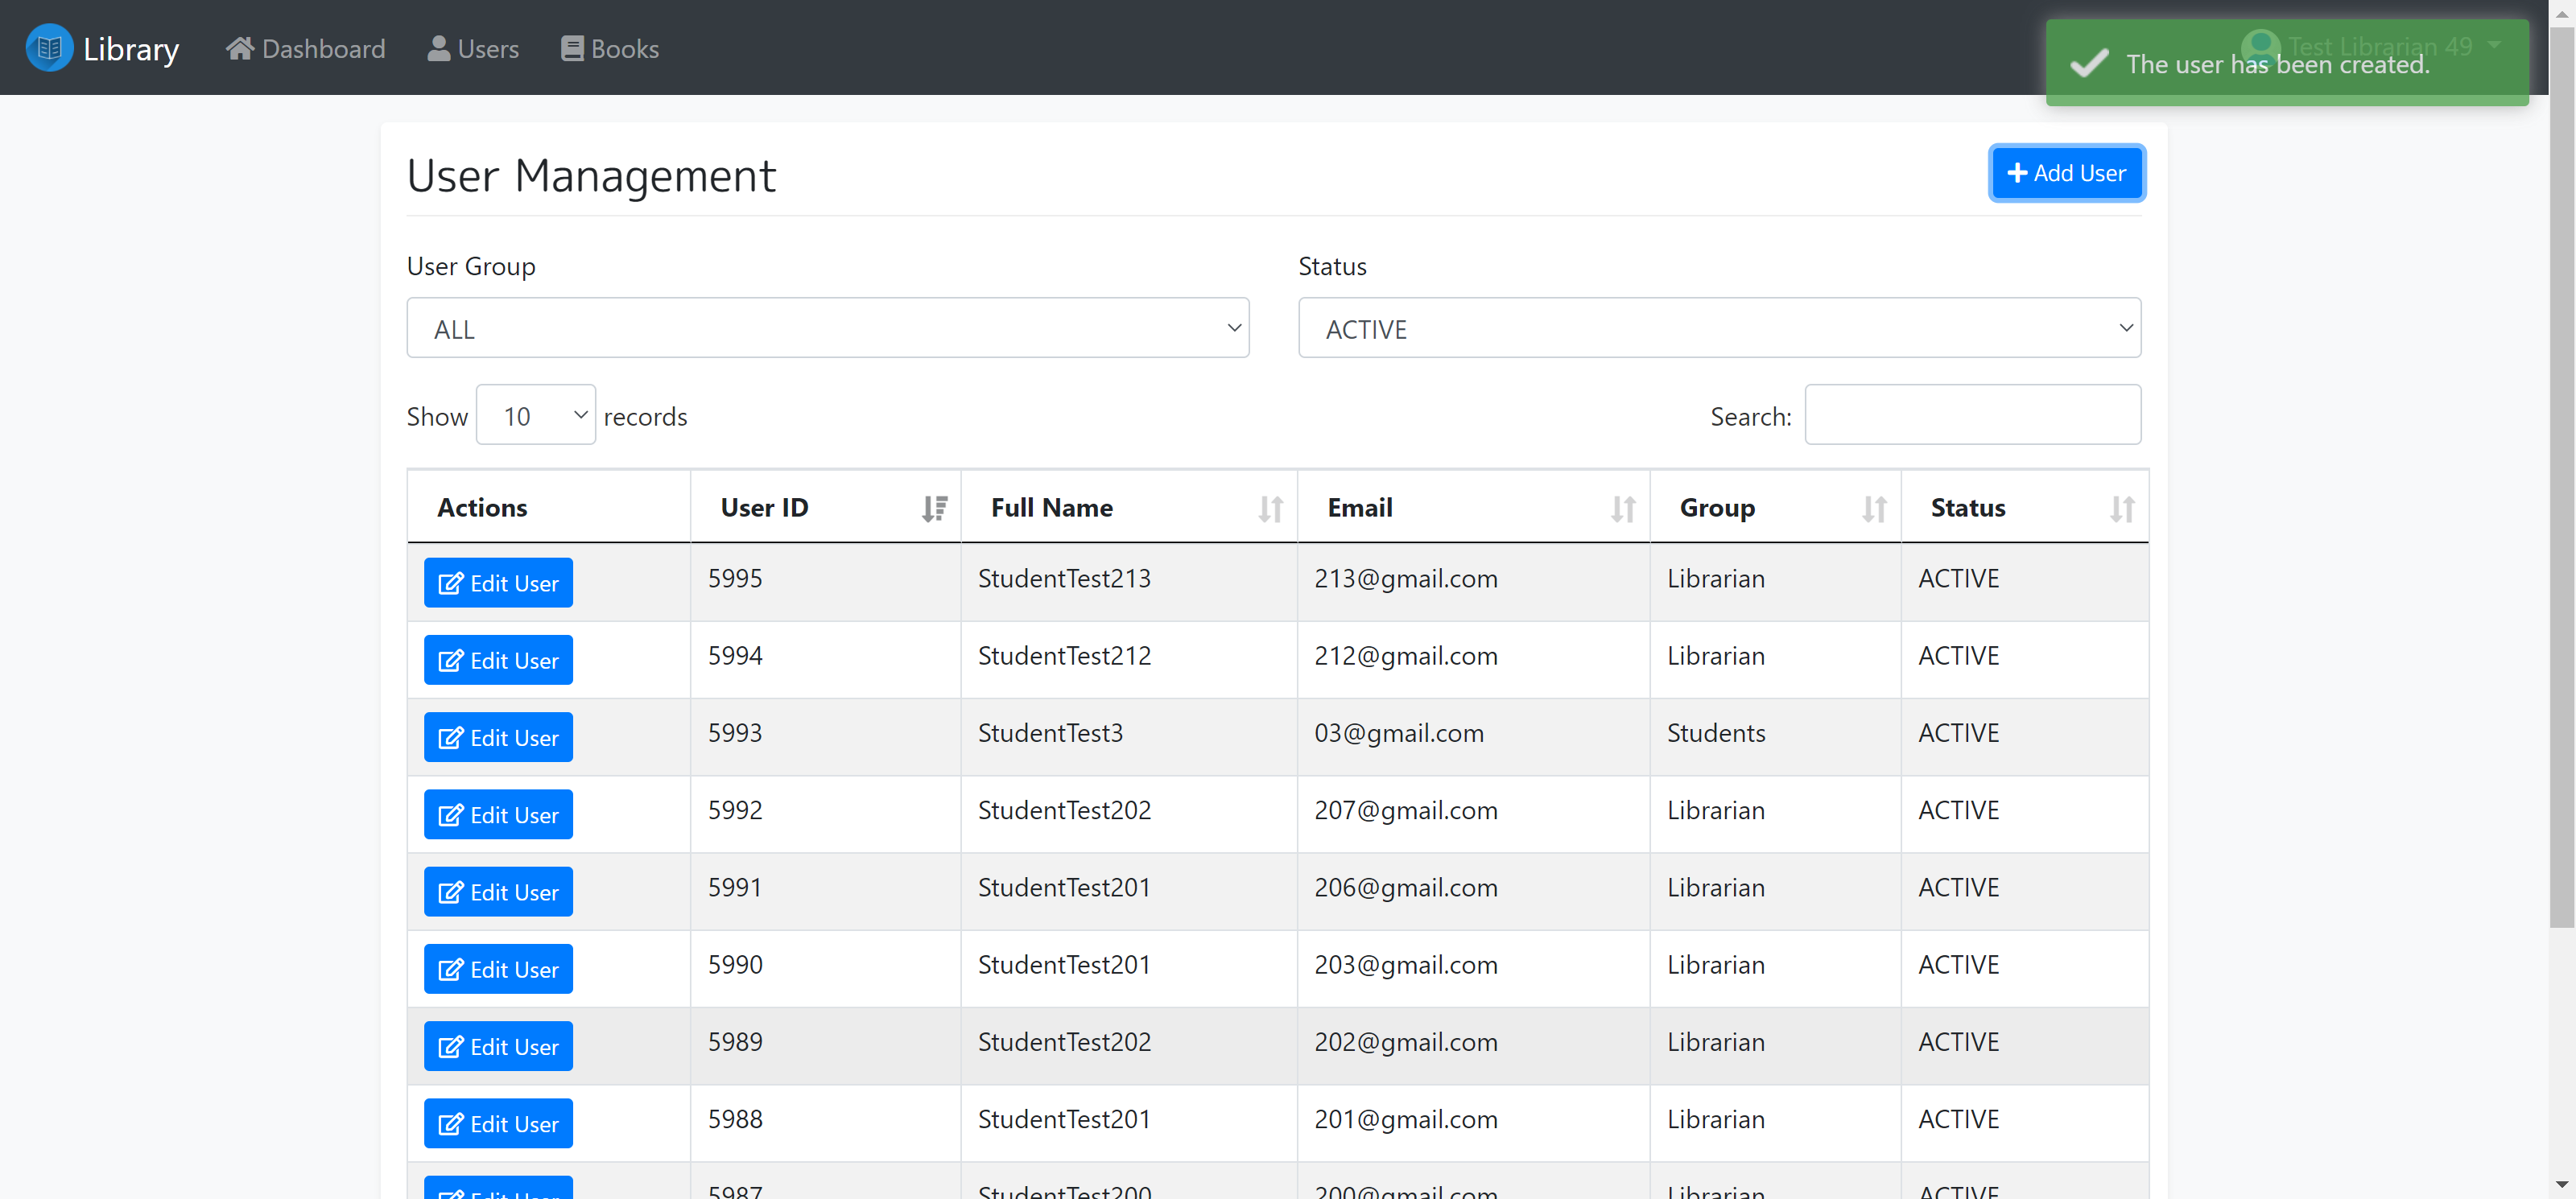 Library Dashboard Users Books Test Librarian 49
The user has been created.
User Management
Add User
User Group Status
ALL ACTIVE
Show 10 records Search:
Actions User ID Full Name Email Group Status
Edit User 5995 StudentTest213 213@gmail.com Librarian ACTIVE
Edit User 5994 StudentTest212 212@gmail.com Librarian ACTIVE
Edit User 5993 StudentTest3 03@gmail.com Students ACTIVE
Edit User 5992 StudentTest202 207@gmail.com Librarian ACTIVE
Edit User 5991 StudentTest201 206@gmail.com Librarian ACTIVE
Edit User 5990 StudentTest201 203@gmail.com Librarian ACTIVE
Edit User 5989 StudentTest202 202@gmail.com Librarian ACTIVE
Edit User 5988 StudentTest201 201@gmail.com Librarian ACTIVE
Edit User 5987 StudentTest200 200@gmail.com Librarian ACTIVE